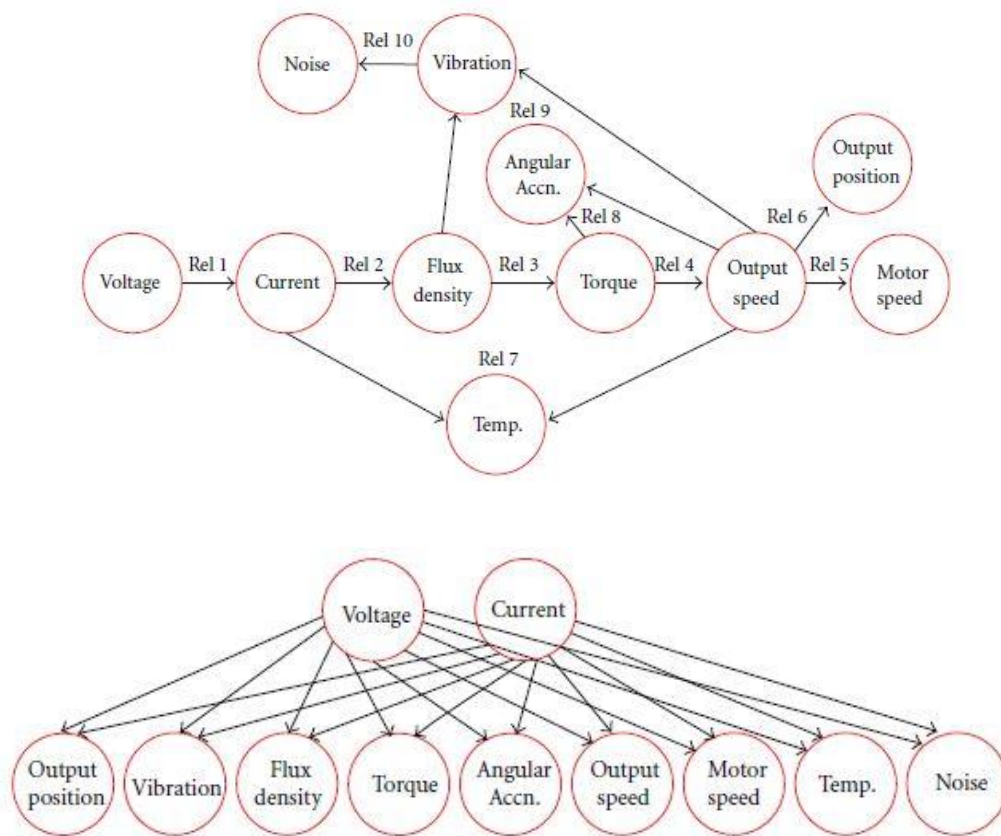 Rel 10
Noise
Vibration
Rel 9
Angular
Accn.
Output
position
Rel 8
Rel 6
Voltage
Rel 1
Current
Rel 2
Flux
density
Rel 3
Torque
Rel 4
Output
speed
Rel 5
Motor
speed
Rel 7
Temp.
Voltage
Current
Output
position
Vibration
Flux
density
Torque
Angular
Accn.
Output
speed
Motor
speed
Temp.
Noise